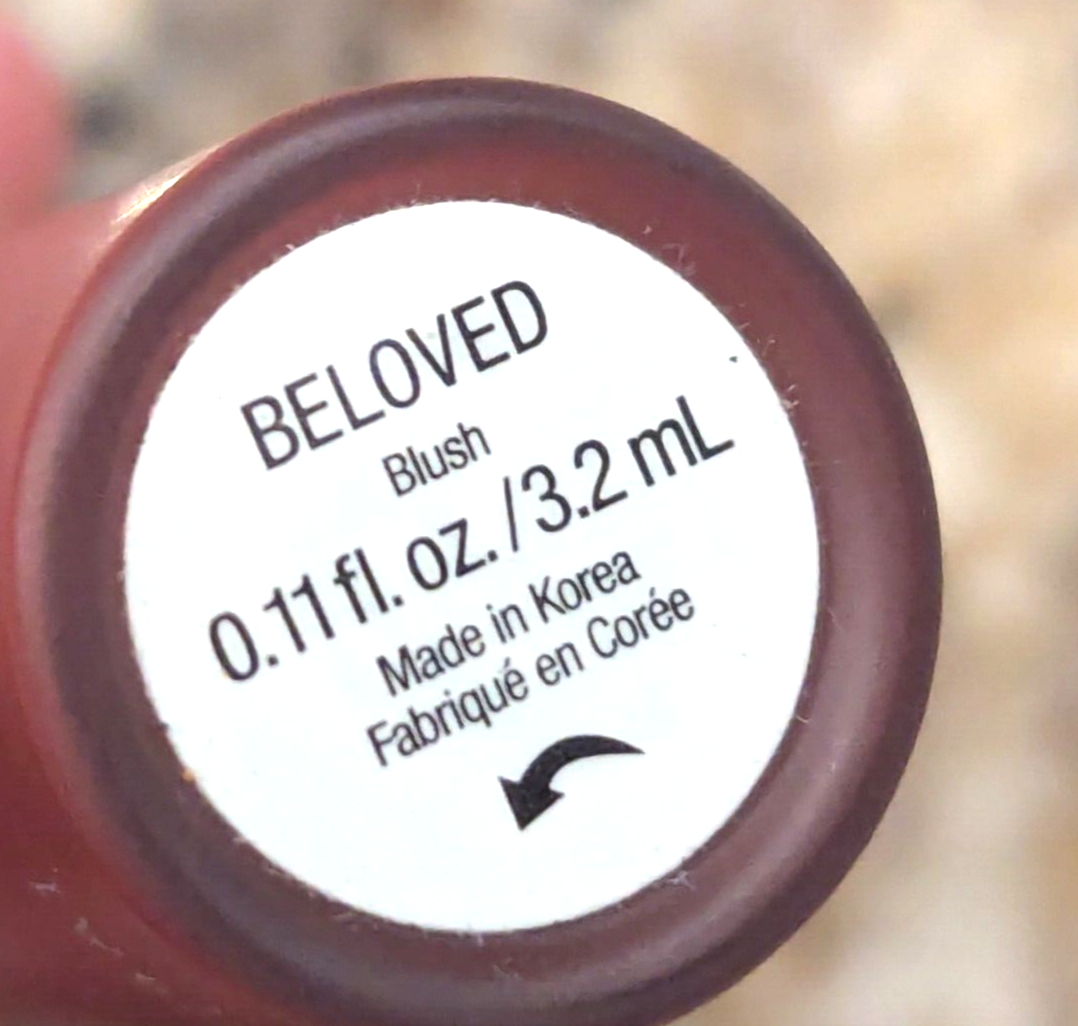 BELOVED
Blush
0.11 fl. oz. / 3.2 mL
Made in Korea
Fabriqué en Corée